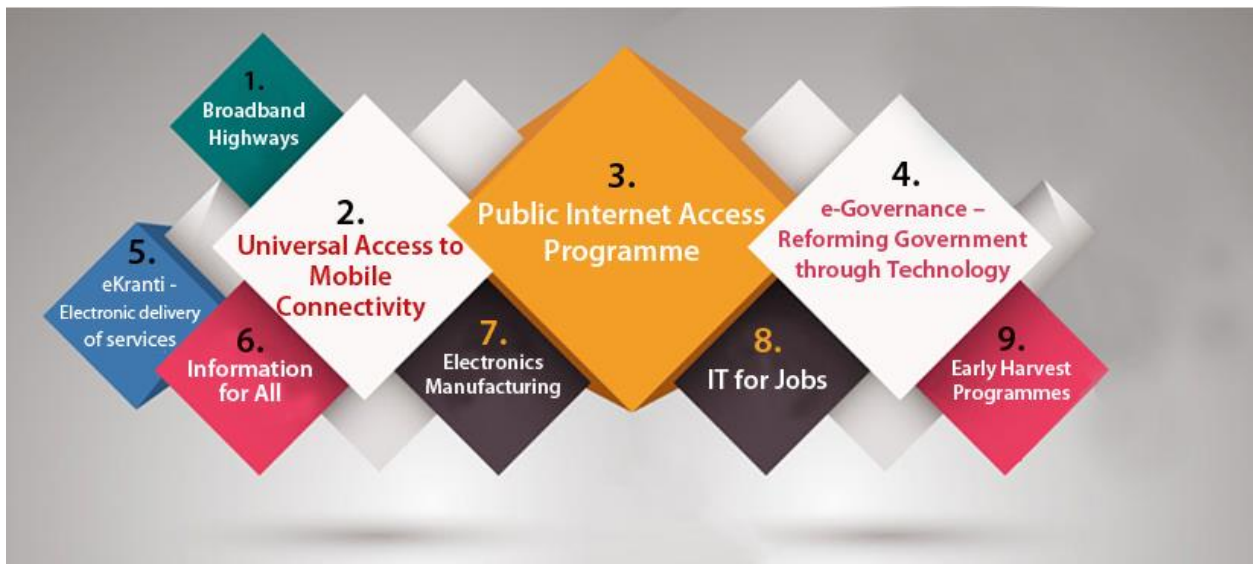 1.
Broadband
Highways
2.
Universal Access to
Mobile
Connectivity
3.
Public Internet Access
Programme
4.
e-Governance –
Reforming Government
through Technology
5.
eKranti -
Electronic delivery
of services
6.
Information
for All
7.
Electronics
Manufacturing
8.
IT for Jobs
9.
Early Harvest
Programmes